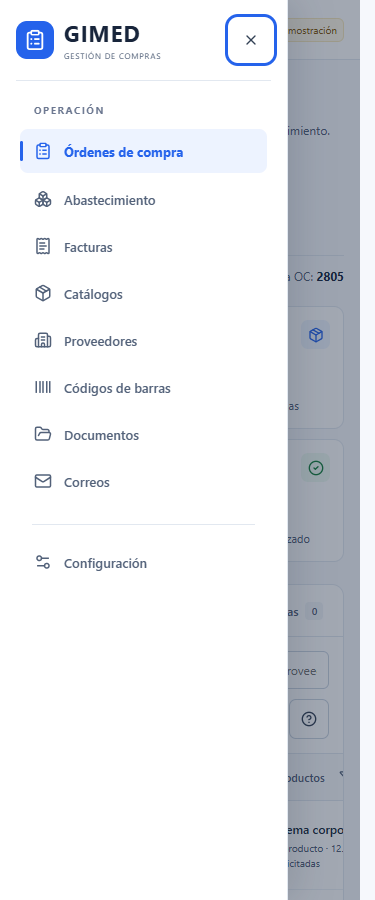 GIMED
GESTIÓN DE COMPRAS
OPERACIÓN
Órdenes de compra
Abastecimiento
Facturas
Catálogos
Proveedores
Códigos de barras
Documentos
Correos
Configuración
mostración
imiento.
a OC: 2805
as
zado
as 0
rovee
oductos
ema corpo
roducto · 12.
icitadas